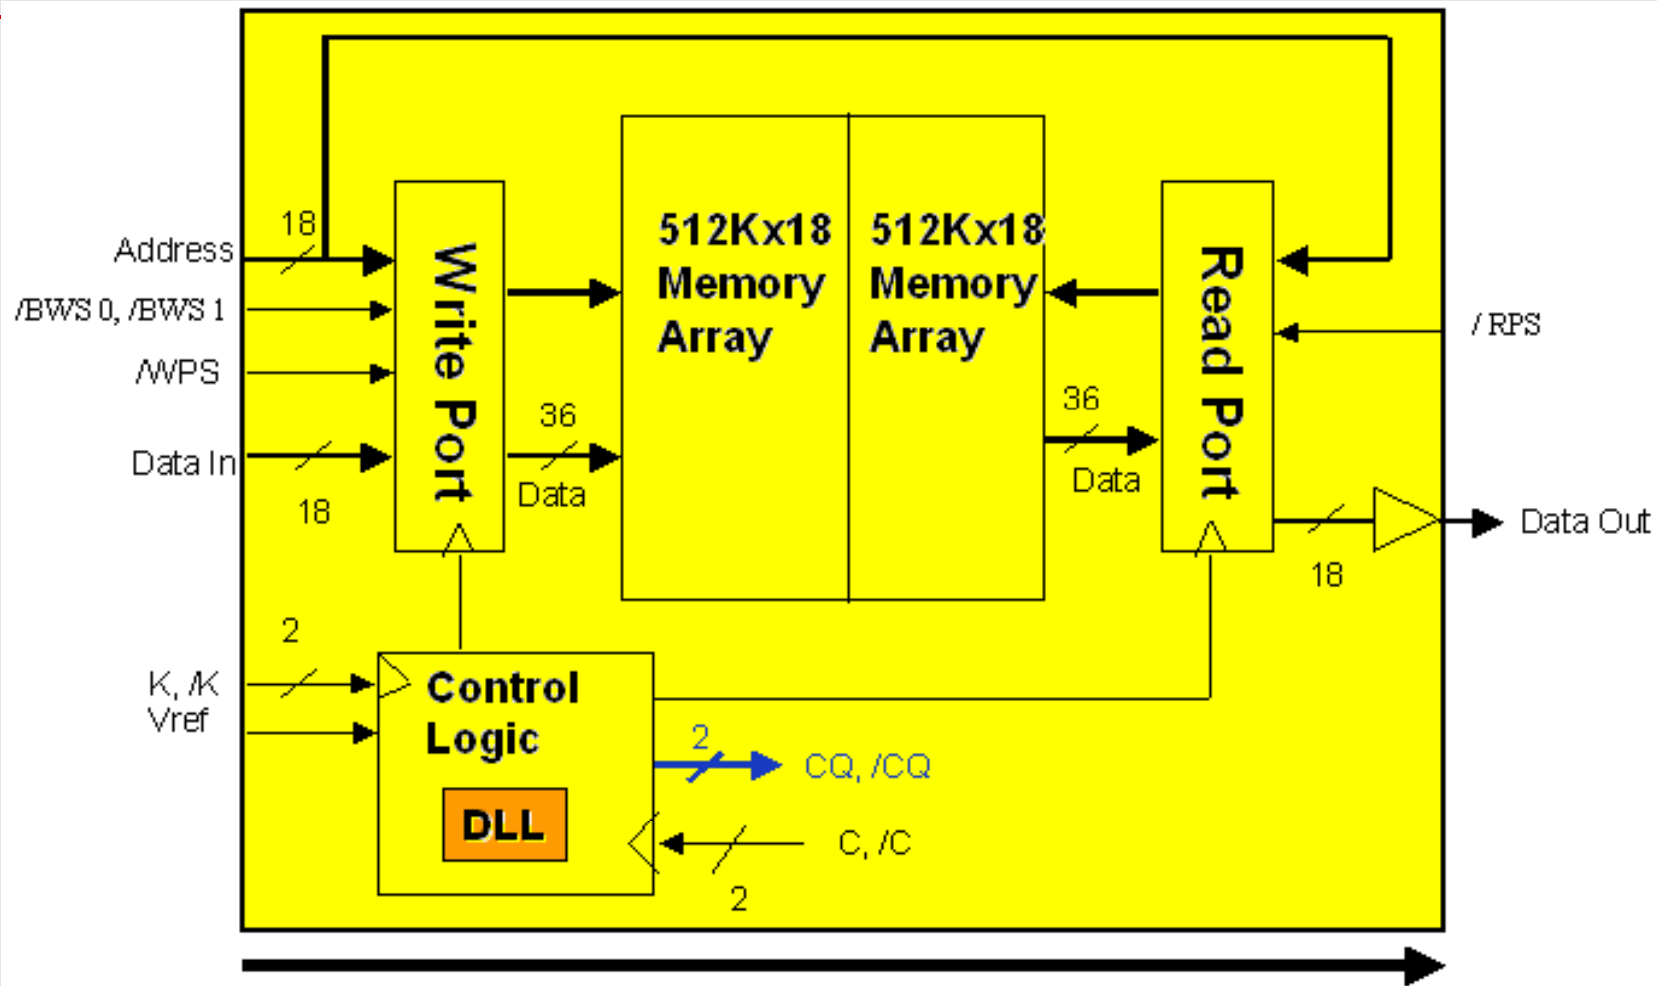 18
Address
/BWS 0, /BWS 1
/WPS
Data In
18
Write Port
36
Data
512Kx18
Memory
Array
512Kx18
Memory
Array
36
Data
Read Port
/ RPS
18
Data Out
2
K, /K
Vref
Control
Logic
DLL
2
CQ, /CQ
C, /C
2